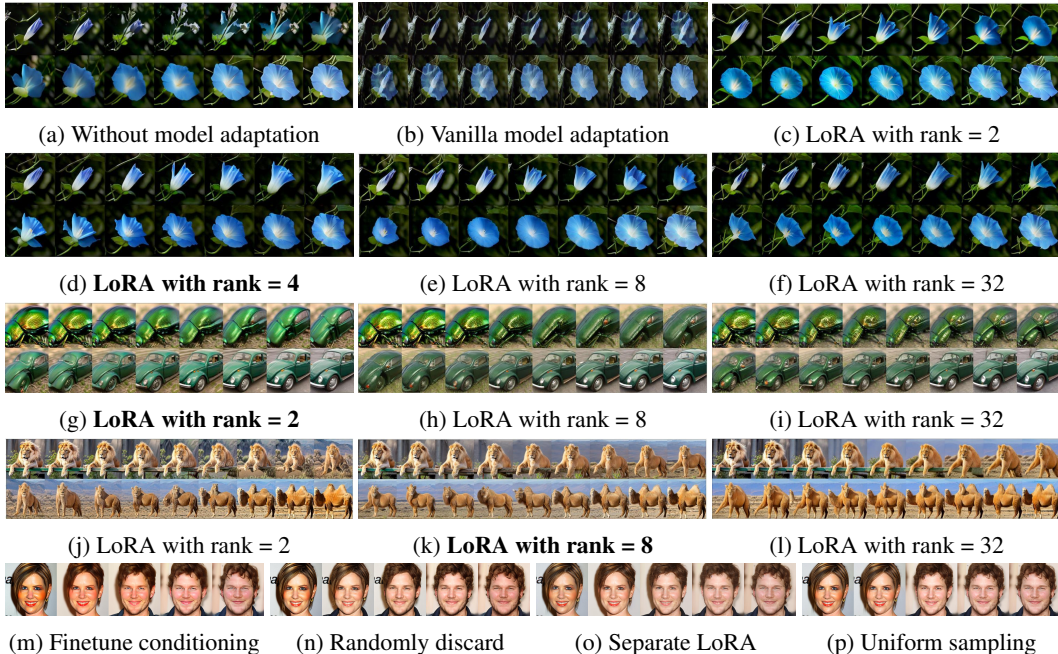 (a) Without model adaptation
(b) Vanilla model adaptation
(c) LoRA with rank = 2
(d) LoRA with rank = 4
(e) LoRA with rank = 8
(f) LoRA with rank = 32
(g) LoRA with rank = 2
(h) LoRA with rank = 8
(i) LoRA with rank = 32
(j) LoRA with rank = 2
(k) LoRA with rank = 8
(l) LoRA with rank = 32
(m) Finetune conditioning
(n) Randomly discard
(o) Separate LoRA
(p) Uniform sampling